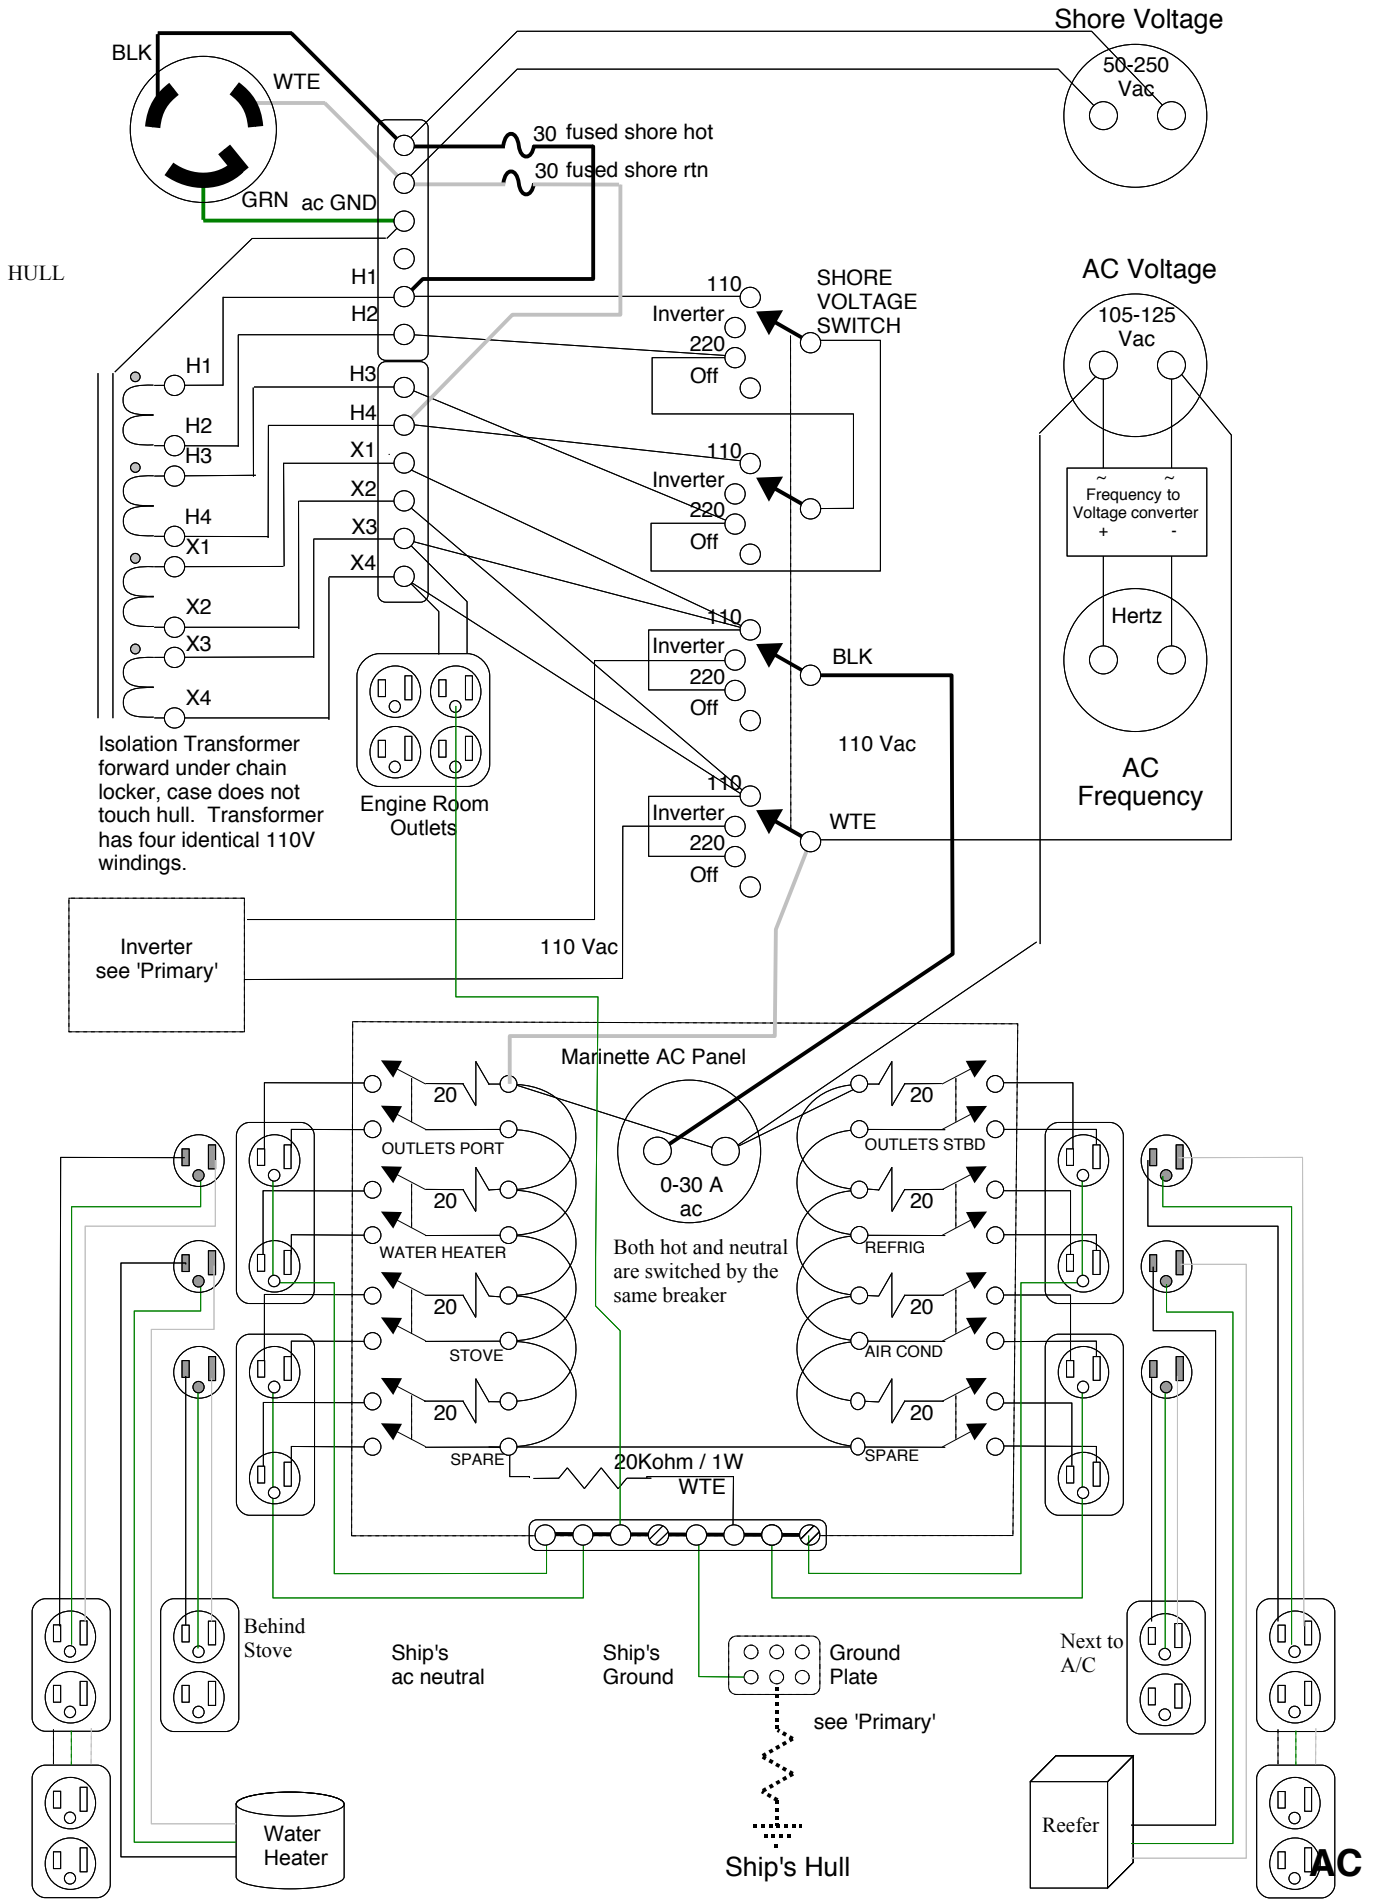 Shore Voltage
BLK
WTE
50-250
Vac
30 fused shore hot
30 fused shore rtn
GRN
ac GND
HULL
H1
H2
H3
H4
X1
X2
X3
X4
110
Inverter
220
Off
SHORE
VOLTAGE
SWITCH
AC Voltage
105-125
Vac
H1
H2
H3
H4
X1
X2
X3
X4
110
Inverter
220
Off
~ ~
Frequency to
Voltage converter
+ -
Hertz
110
Inverter
220
Off
BLK
110 Vac
AC
Frequency
Isolation Transformer
forward under chain
locker, case does not
touch hull. Transformer
has four identical 110V
windings.
Engine Room
Outlets
110
Inverter
220
Off
WTE
Inverter
see 'Primary'
110 Vac
Marinette AC Panel
20
OUTLETS PORT
20
WATER HEATER
20
STOVE
20
SPARE
0-30 A
ac
Both hot and neutral
are switched by the
same breaker
20
OUTLETS STBD
20
REFRIG
20
AIR COND
20
SPARE
20Kohm / 1W
WTE
Behind
Stove
Ship's
ac neutral
Ship's
Ground
Ground
Plate
see 'Primary'
Next to
A/C
Water
Heater
Reefer
Ship's Hull
AC